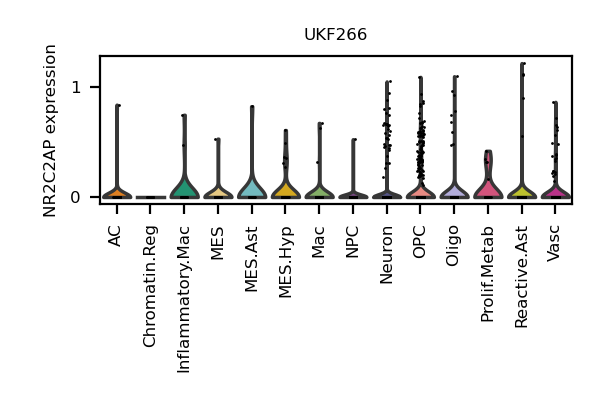 UKF266
NR2C2AP expression
1
0
AC
Chromatin.Reg
Inflammatory.Mac
MES
MES.Ast
MES.Hyp
Mac
NPC
Neuron
OPC
Oligo
Prolif.Metab
Reactive.Ast
Vasc